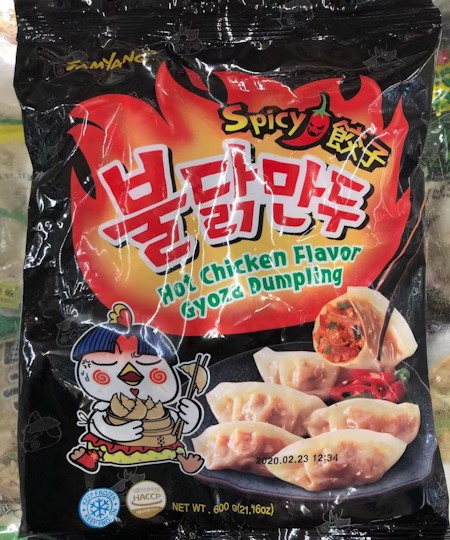 SAMYANG
Spicy 餃子
불닭만두
Hot Chicken Flavor
Gyoza Dumpling
2020.02.23 12:34
HACCP
NET WT. 600 g (21.16oz)